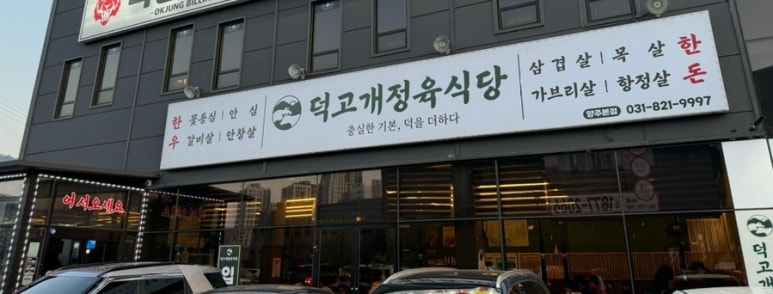 - OKJUNG BILLI
한우
꽃등심 | 안심
갈비살 | 안창살
덕고개정육식당
충실한 기본, 덕을 더하다
삼겹살 | 목살
가브리살 | 항정살
한돈
양주본점 031-821-9997
어서오세요
덕고개